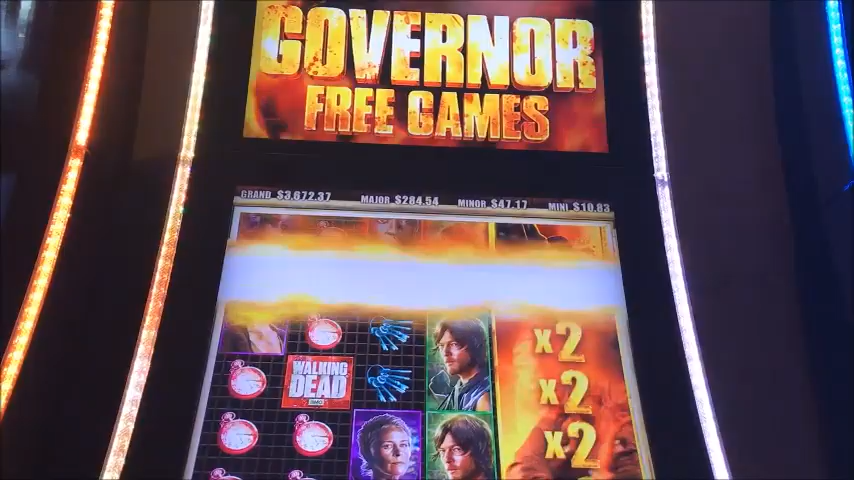 GOVERNOR
FREE GAMES
GRAND $3,672.37 MAJOR $284.54 MINOR $47.17 MINI $10.83
x2
WALKING
DEAD
amc
x2
x2